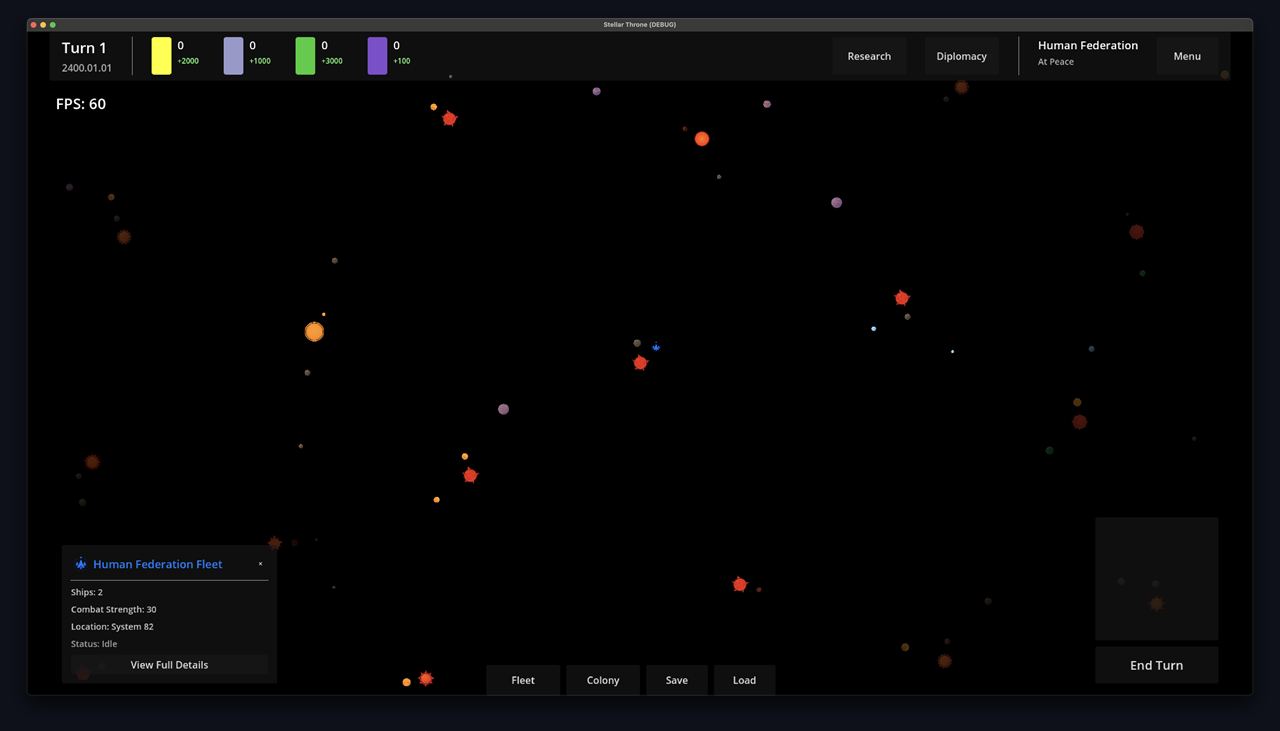 Stellar Throne (DEBUG)
Turn 1
2400.01.01
0
+2000
0
+1000
0
+3000
0
+100
Research
Diplomacy
Human Federation
At Peace
Menu
FPS: 60
Human Federation Fleet
×
Ships: 2
Combat Strength: 30
Location: System 82
Status: Idle
View Full Details
Fleet
Colony
Save
Load
End Turn